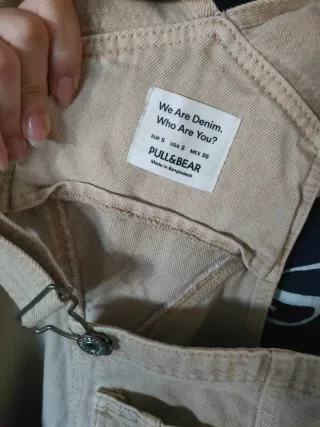 We Are Denim.
Who Are You?
EUR S USA S MEX 26
PULL&BEAR
Made in Bangladesh